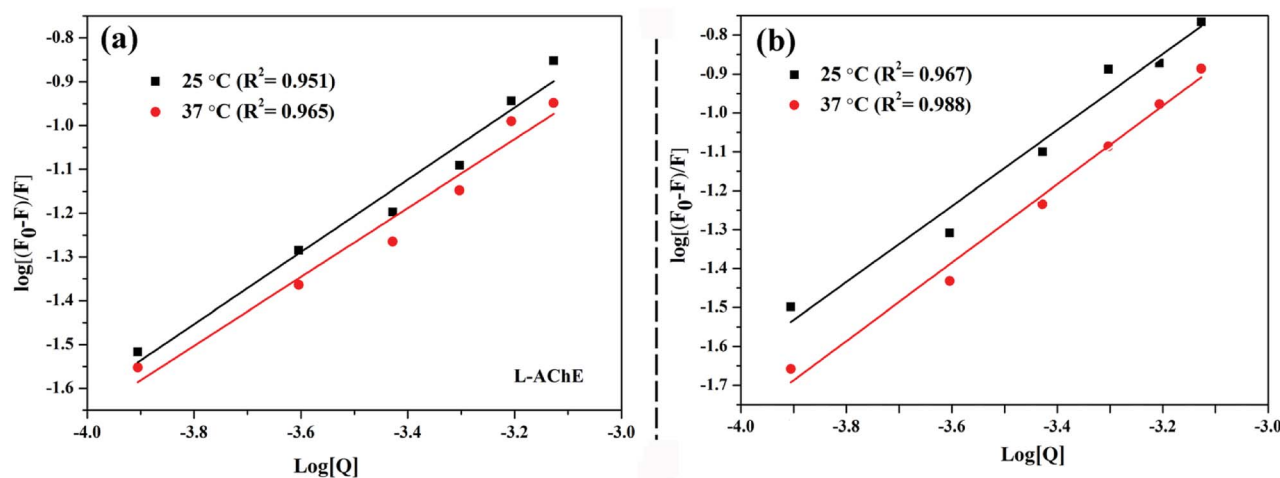 (a)
25 °C (R²= 0.951)
37 °C (R²= 0.965)
L-AChE
log[(F₀-F)/F]
-0.8
-0.9
-1.0
-1.1
-1.2
-1.3
-1.4
-1.5
-1.6
-4.0
-3.8
-3.6
-3.4
-3.2
-3.0
Log[Q]
(b)
25 °C (R²= 0.967)
37 °C (R²= 0.988)
log[(F₀-F)/F]
-0.8
-0.9
-1.0
-1.1
-1.2
-1.3
-1.4
-1.5
-1.6
-1.7
-4.0
-3.8
-3.6
-3.4
-3.2
-3.0
Log[Q]